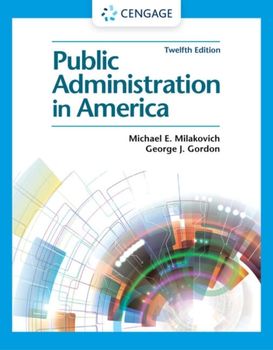 CENGAGE
Twelfth Edition
Public
Administration
in America
Michael E. Milakovich
George J. Gordon